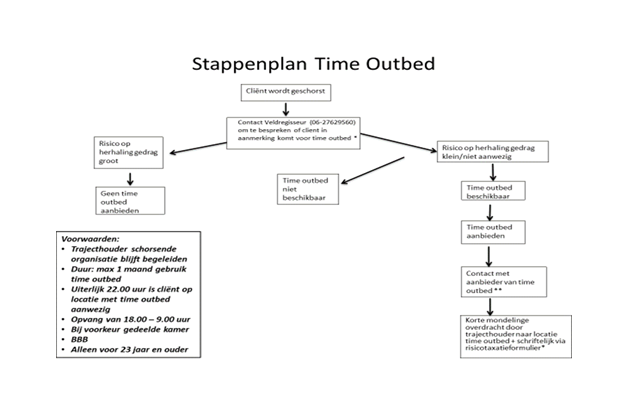 Stappenplan Time Outbed
Cliënt wordt geschorst
Contact Veldregisseur (06-27629560)
om te bespreken of client in
aanmerking komt voor time outbed *
Risico op
herhaling gedrag
groot
Geen time
outbed
aanbieden
Time outbed
niet
beschikbaar
Risico op herhaling gedrag
klein/niet aanwezig
Time outbed
beschikbaar
Time outbed
aanbieden
Contact met
aanbieder van time
outbed **
Korte mondelinge
overdracht door
trajecthouder naar locatie
time outbed + schriftelijk via
risicotaxatieformulier*
Voorwaarden:
• Trajecthouder schorsende
organisatie blijft begeleiden
• Duur: max 1 maand gebruik
time outbed
• Uiterlijk 22.00 uur is cliënt op
locatie met time outbed
aanwezig
• Opvang van 18.00 – 9.00 uur
• Bij voorkeur gedeelde kamer
• BBB
• Alleen voor 23 jaar en ouder